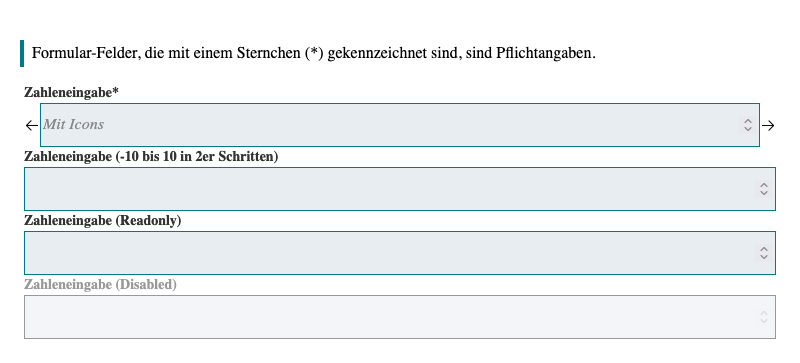 Formular-Felder, die mit einem Sternchen (*) gekennzeichnet sind, sind Pflichtangaben.
Zahleneingabe*
Mit Icons
Zahleneingabe (-10 bis 10 in 2er Schritten)
Zahleneingabe (Readonly)
Zahleneingabe (Disabled)